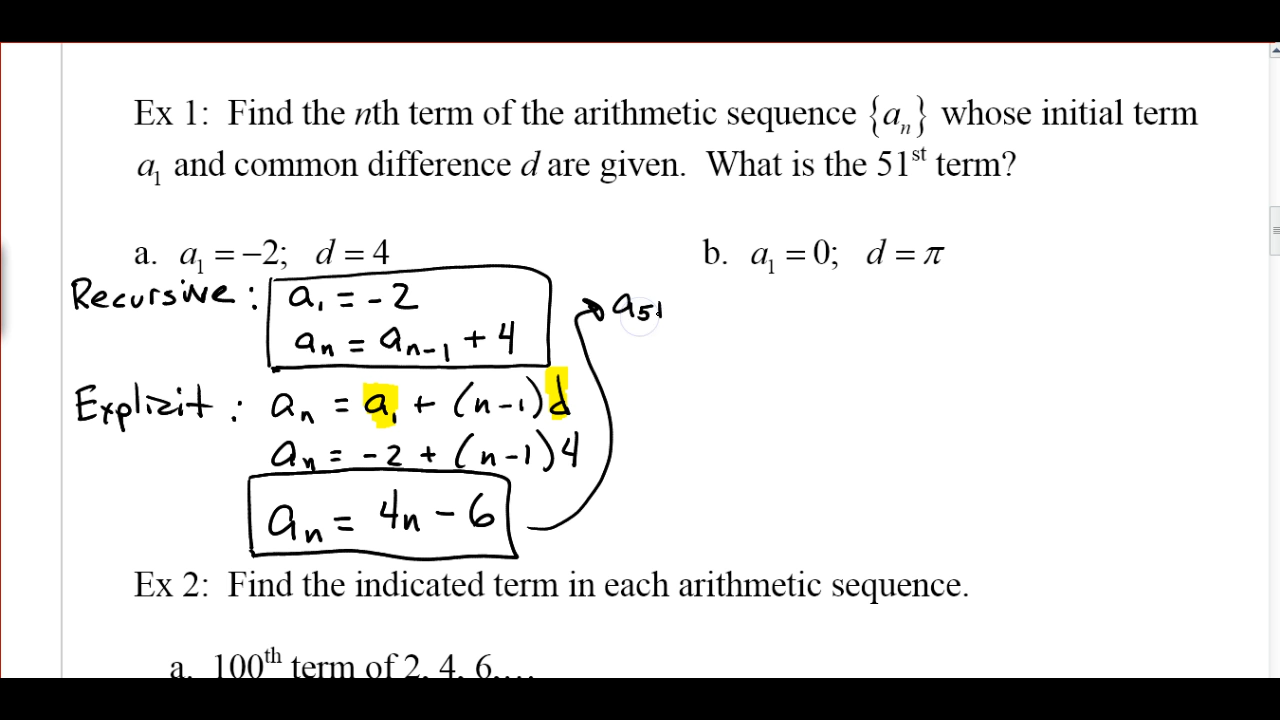 Ex 1: Find the nth term of the arithmetic sequence {aₙ} whose initial term
a₁ and common difference d are given. What is the 51ˢᵗ term?
a. a₁ = −2; d = 4
b. a₁ = 0; d = π
Recursive : a₁ = -2
aₙ = aₙ₋₁ + 4
a₅₁
Explicit : aₙ = a₁ + (n-1)d
aₙ = -2 + (n-1)4
aₙ = 4n - 6
Ex 2: Find the indicated term in each arithmetic sequence.
a. 100ᵗʰ term of 2, 4, 6,...